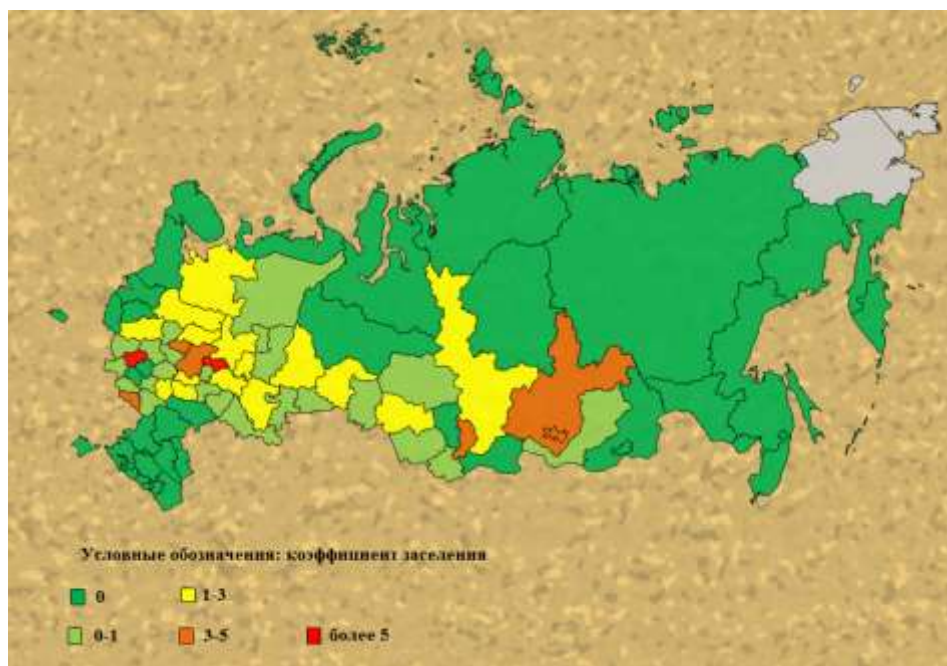 Условные обозначения: коэффициент заселения
0 1-3
0-1 3-5 более 5